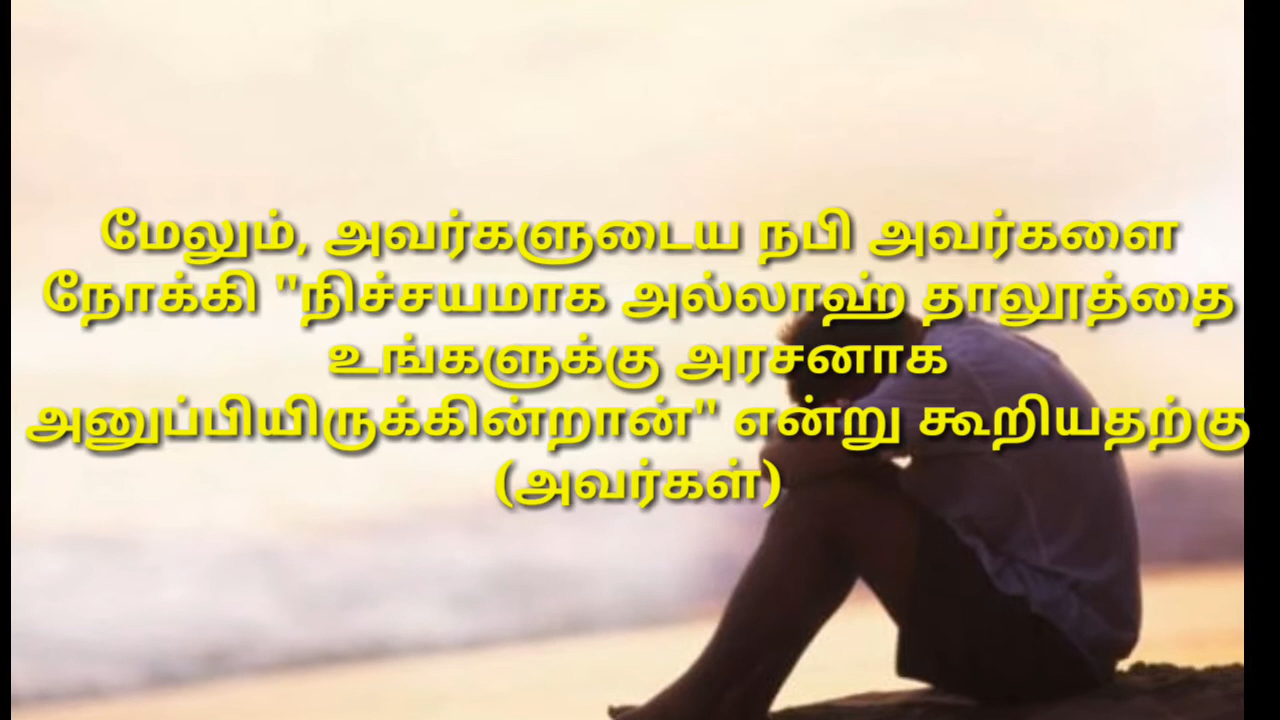 மேலும், அவர்களுடைய நபி அவர்களை
நோக்கி "நிச்சயமாக அல்லாஹ் தாலூத்தை
உங்களுக்கு அரசனாக
அனுப்பியிருக்கின்றான்" என்று கூறியதற்கு
(அவர்கள்)